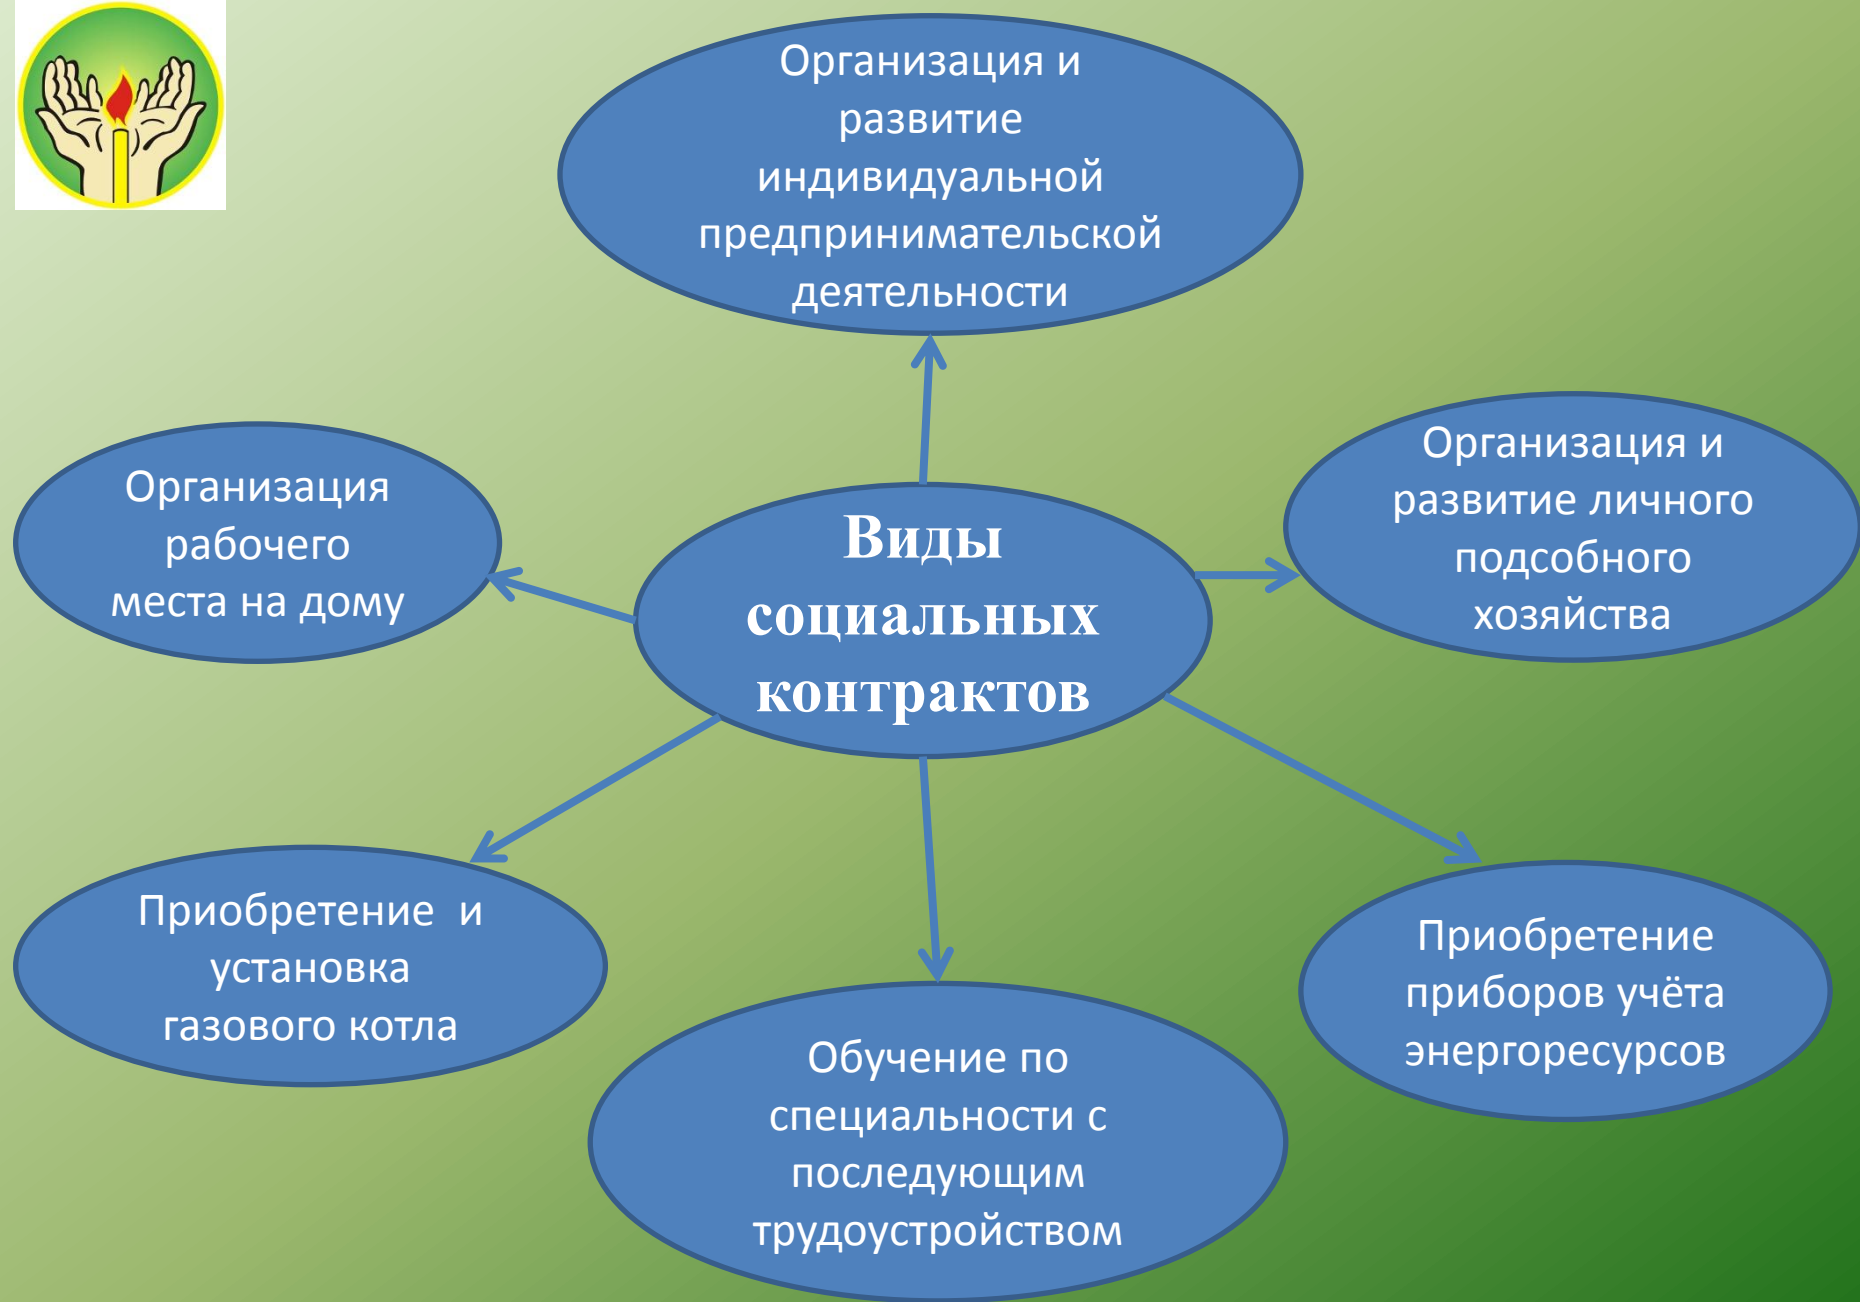 Организация и
развитие
индивидуальной
предпринимательской
деятельности
Организация
рабочего
места на дому
Виды
социальных
контрактов
Организация и
развитие личного
подсобного
хозяйства
Приобретение  и
установка
газового котла
Обучение по
специальности с
последующим
трудоустройством
Приобретение
приборов учёта
энергоресурсов